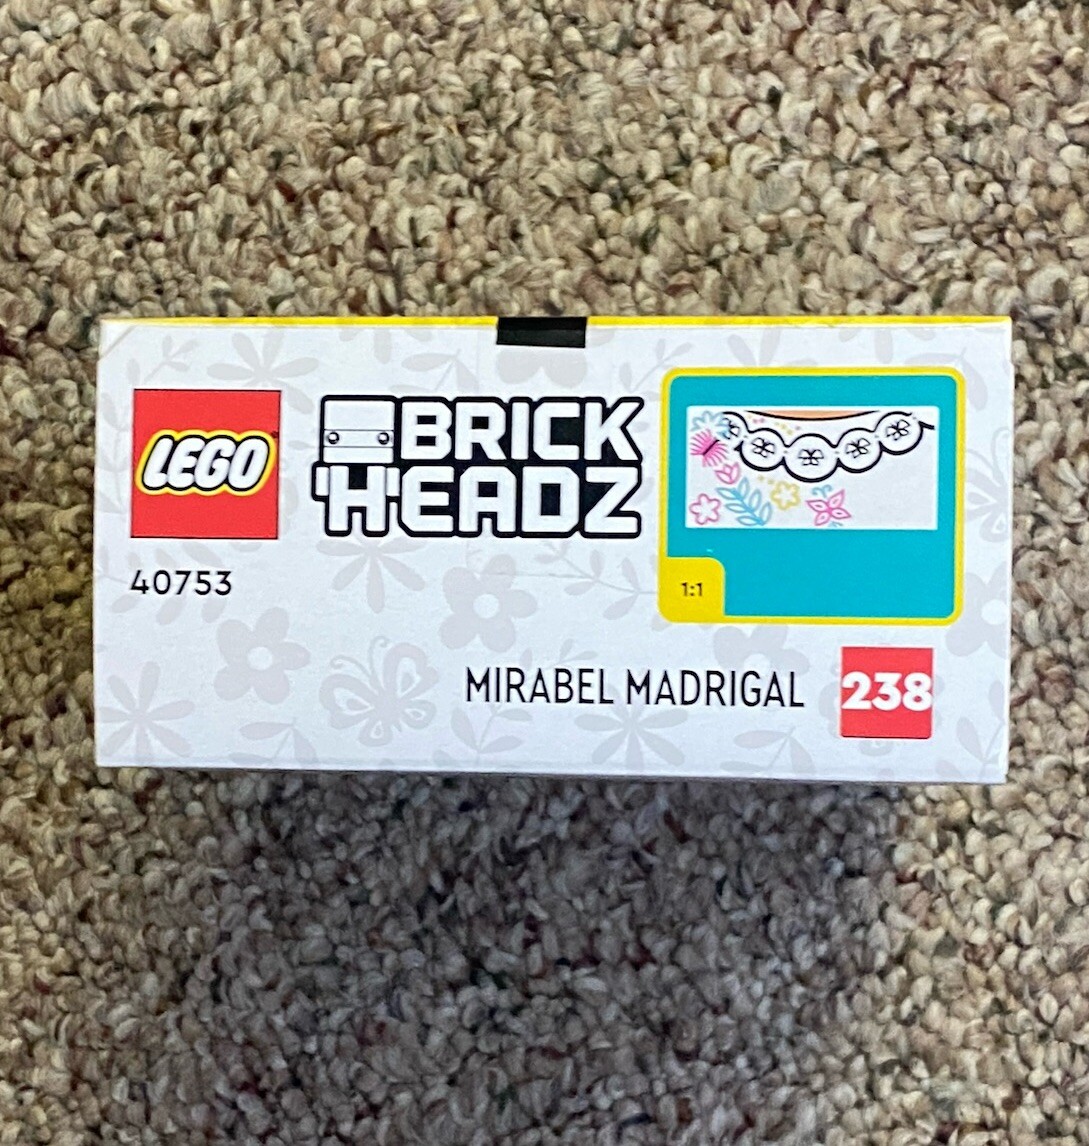 LEGO
BRICK
HEADZ
40753
1:1
MIRABEL MADRIGAL
238